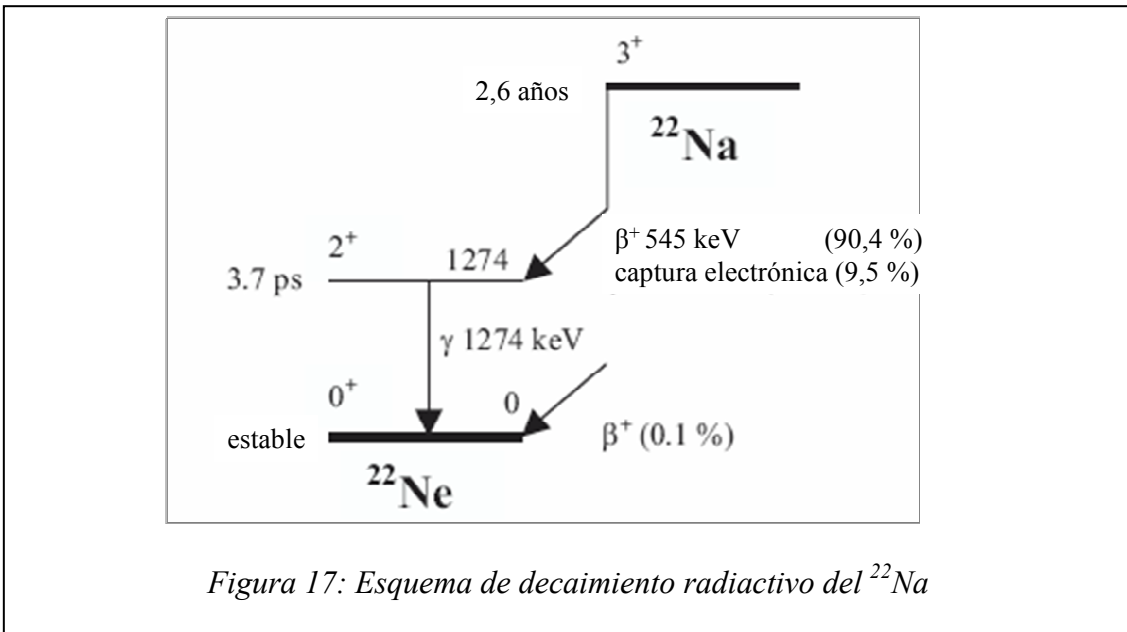 3⁺
2,6 años
²²Na
β⁺ 545 keV (90,4 %)
captura electrónica (9,5 %)
2⁺
1274
3.7 ps
γ 1274 keV
0⁺
0
β⁺ (0.1 %)
estable
²²Ne
Figura 17: Esquema de decaimiento radiactivo del ²²Na